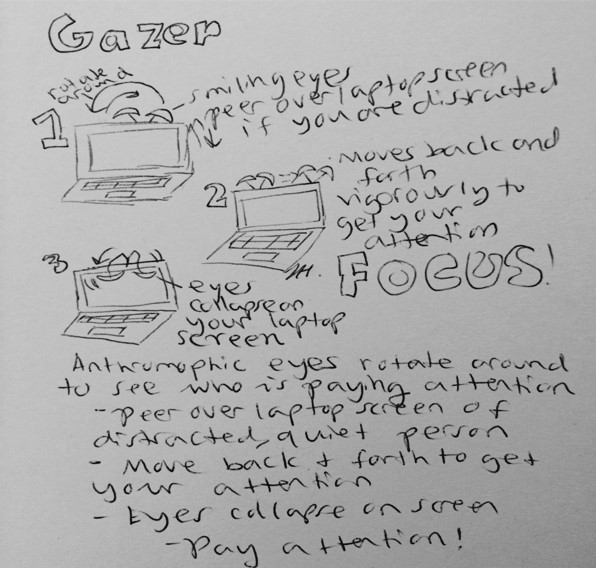 Gazer
rotate
around
1
smiling eyes
peer over laptop screen
if you are distracted
2
moves back and
forth
vigorously to
get your
attention
FOCUS!
3
eyes
collapse on
your laptop
screen
Anthromophic eyes rotate around
to see who is paying attention
- peer over laptop screen of
distracted, quiet person
- Move back + forth to get
your attention
- Eyes collapse on screen
- Pay attention!